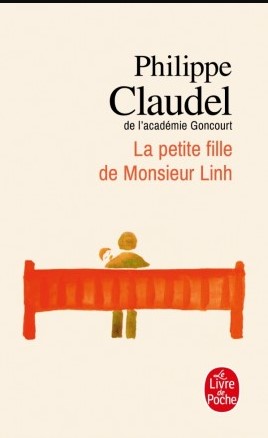 Philippe
Claudel
de l'académie Goncourt
La petite fille
de Monsieur Linh
Le
Livre
de
Poche